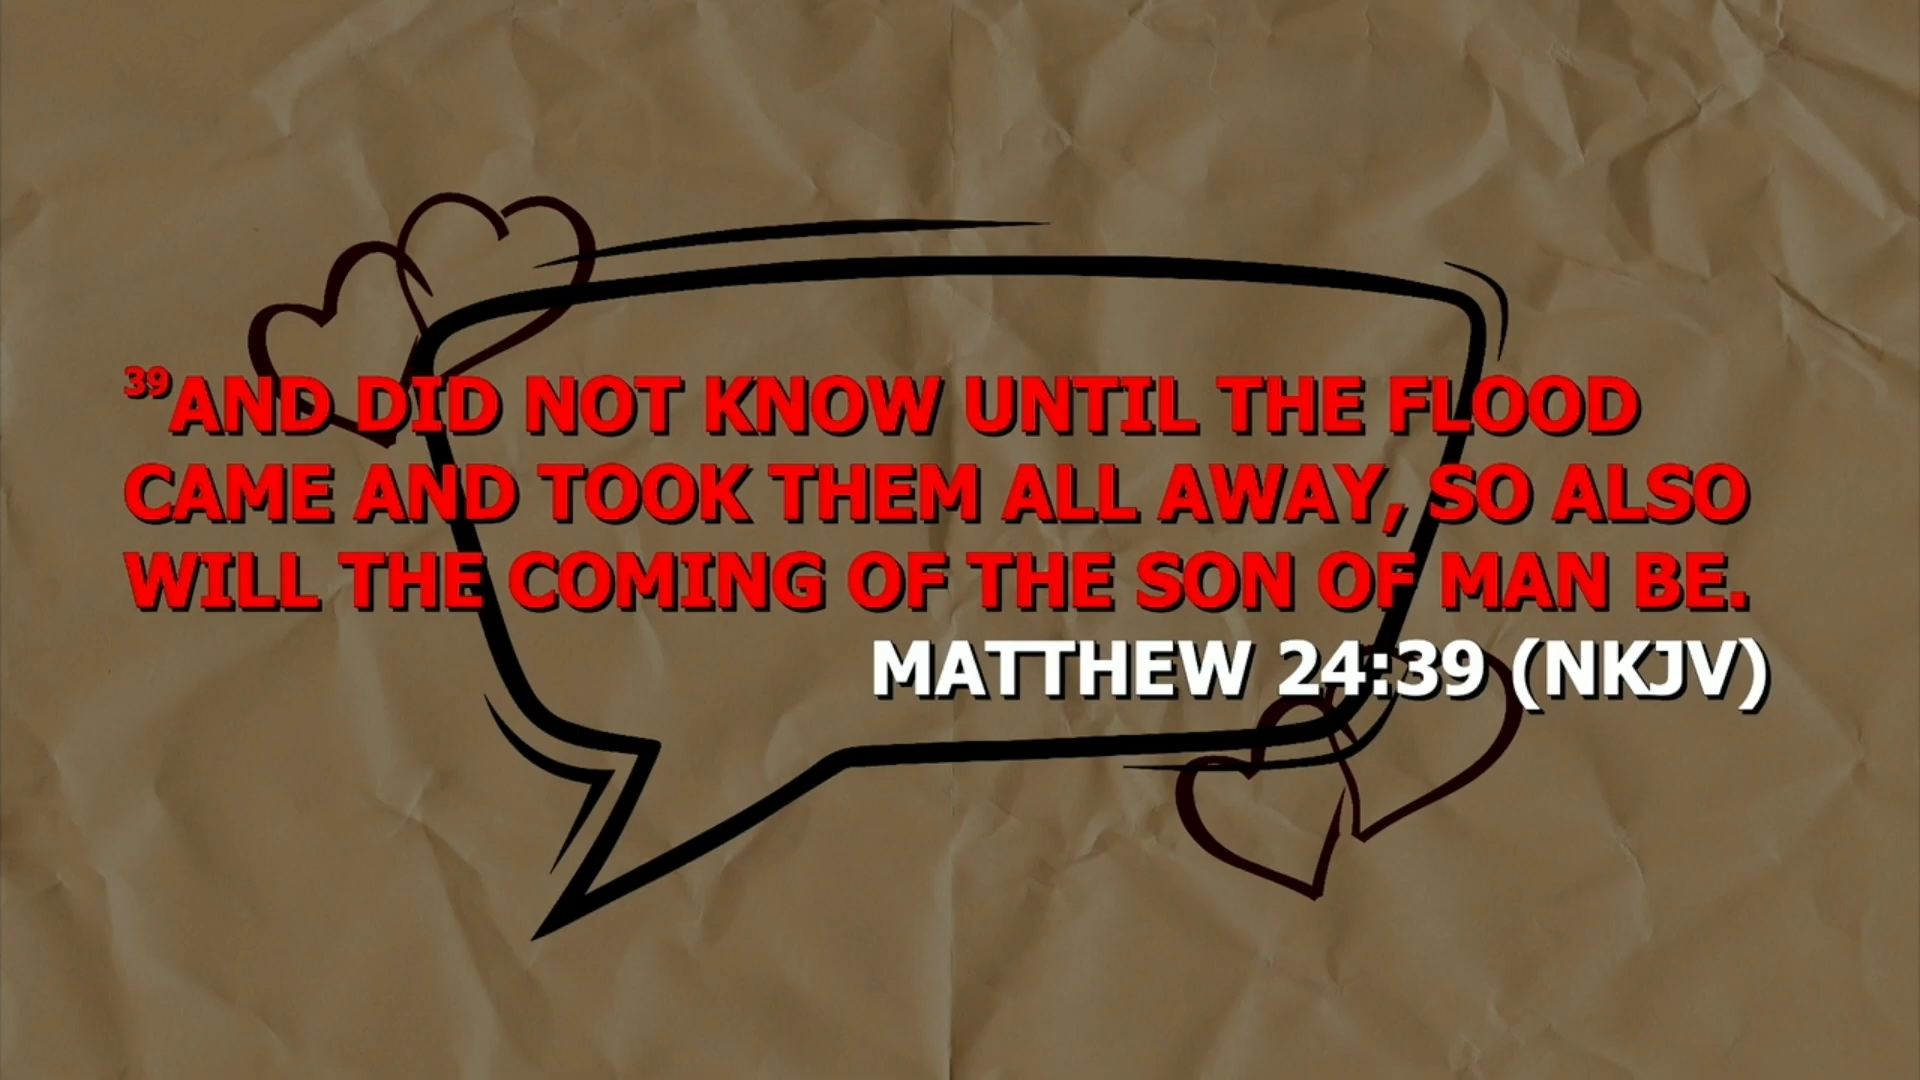 39AND DID NOT KNOW UNTIL THE FLOOD
CAME AND TOOK THEM ALL AWAY, SO ALSO
WILL THE COMING OF THE SON OF MAN BE.
MATTHEW 24:39 (NKJV)